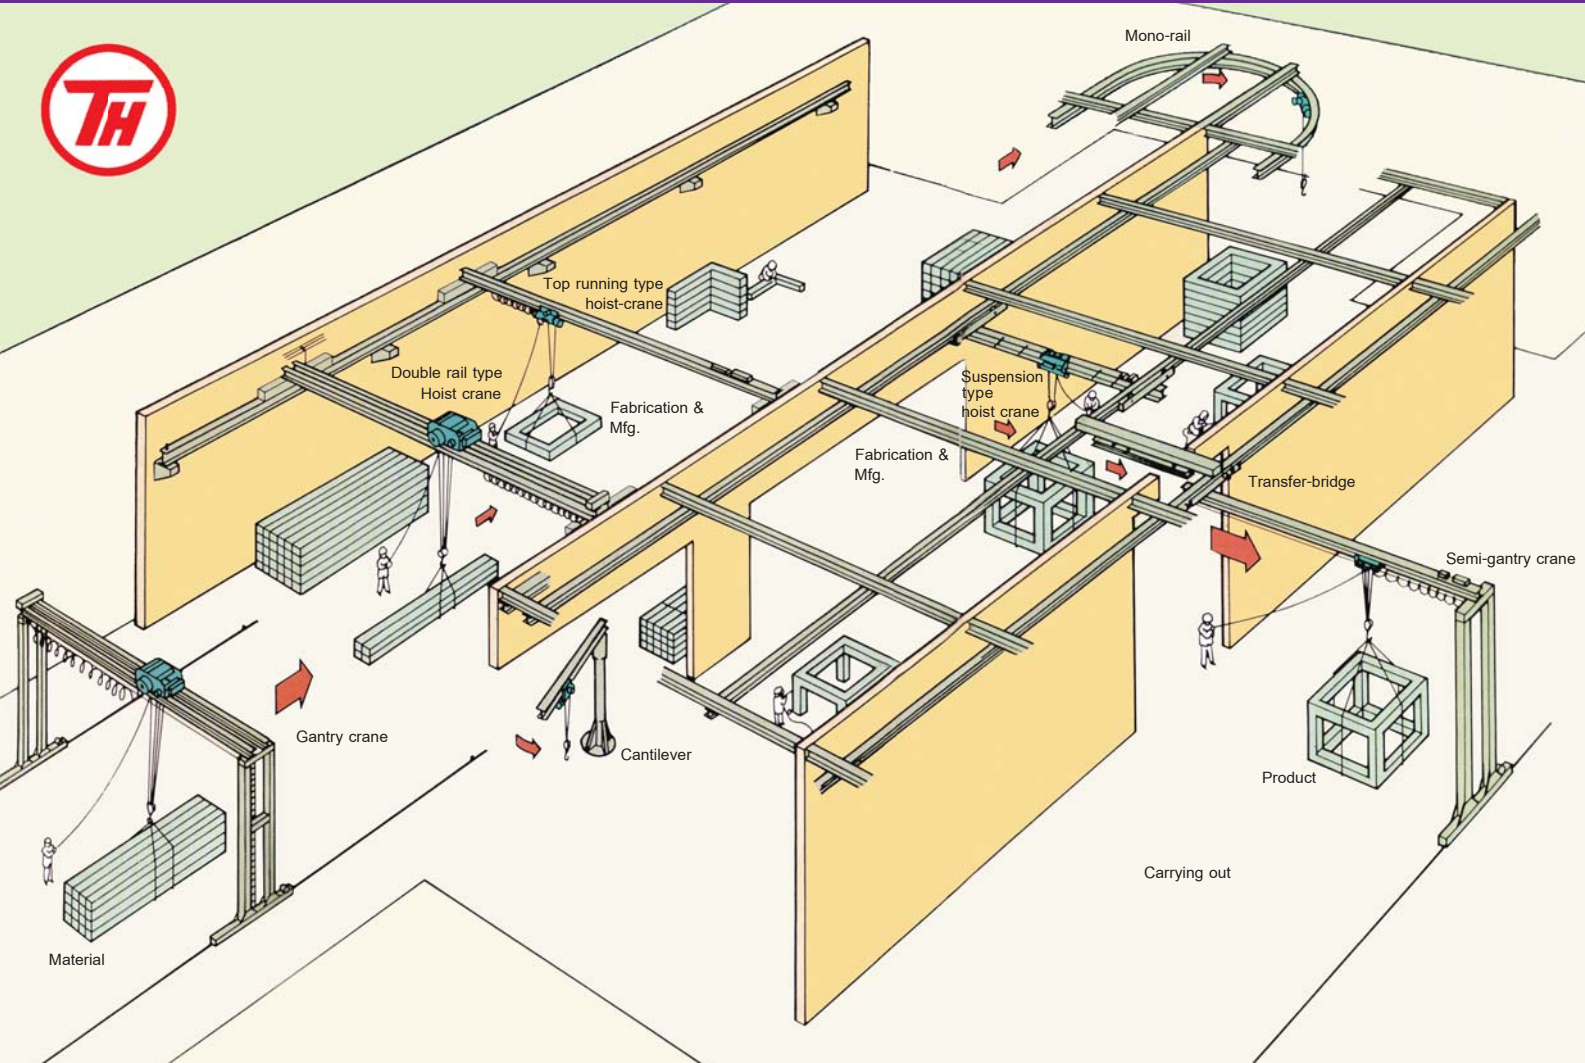 TH
Mono-rail
Top running type
hoist-crane
Double rail type
Hoist crane
Fabrication &
Mfg.
Suspension
type
hoist crane
Fabrication &
Mfg.
Transfer-bridge
Semi-gantry crane
Gantry crane
Cantilever
Product
Carrying out
Material